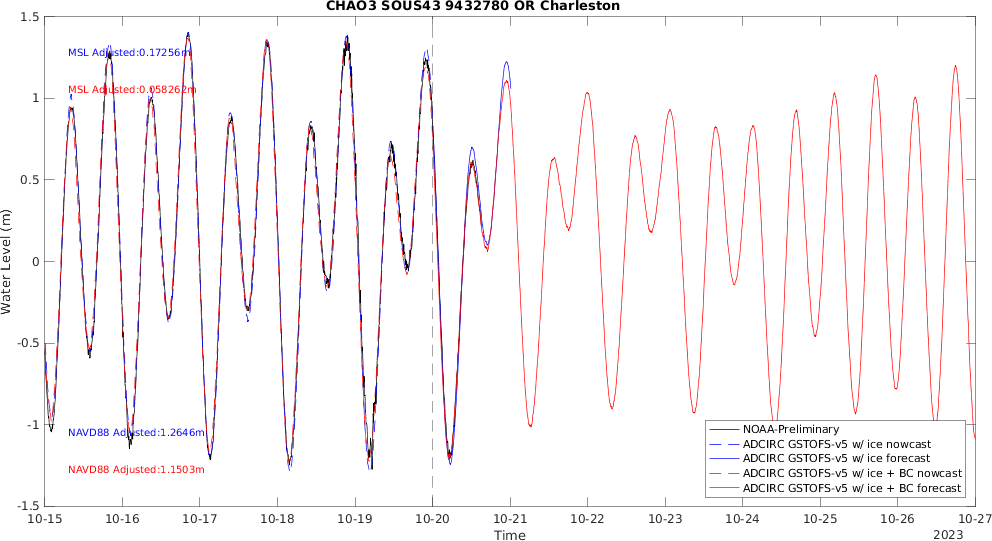 CHAO3 SOUS43 9432780 OR Charleston
MSL Adjusted:0.17256m
MSL Adjusted:0.058262m
NAVD88 Adjusted:1.2646m
NAVD88 Adjusted:1.1503m
Water Level (m)
1.5
1
0.5
0
-0.5
-1
-1.5
NOAA-Preliminary
ADCIRC GSTOFS-v5 w/ ice nowcast
ADCIRC GSTOFS-v5 w/ ice forecast
ADCIRC GSTOFS-v5 w/ ice + BC nowcast
ADCIRC GSTOFS-v5 w/ ice + BC forecast
10-15 10-16 10-17 10-18 10-19 10-20 10-21 10-22 10-23 10-24 10-25 10-26 10-27
Time
2023